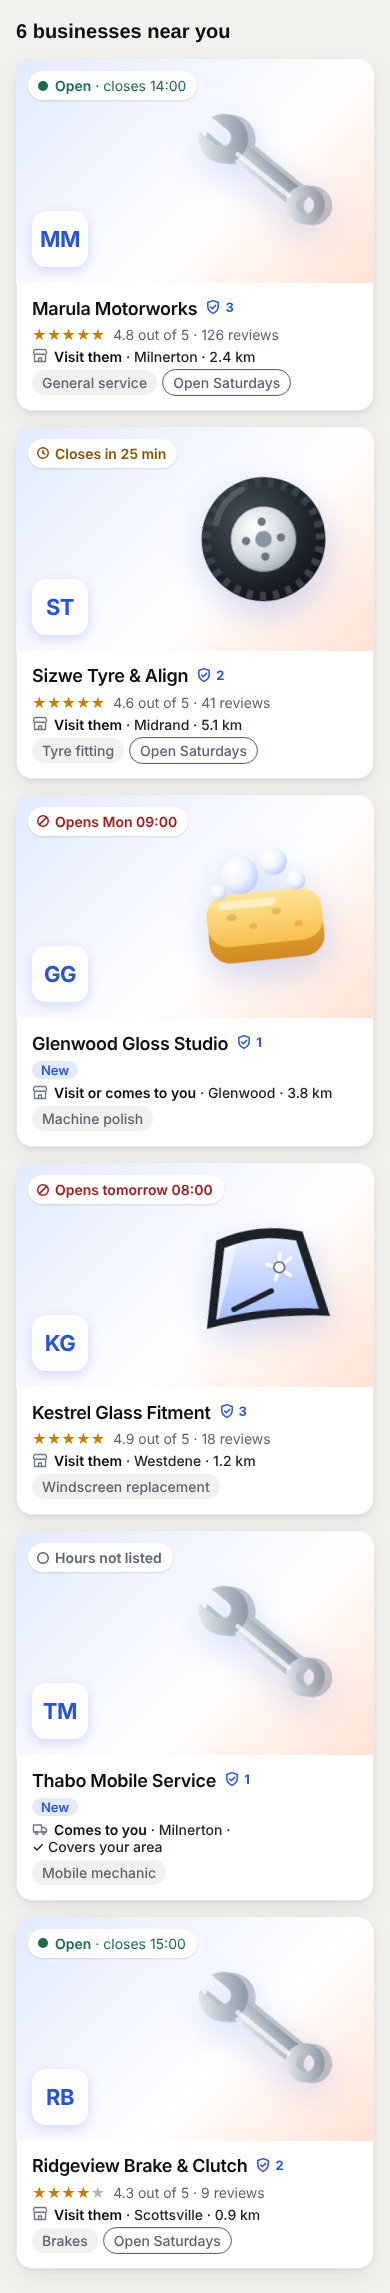 6 businesses near you
Open · closes 14:00
MM
Marula Motorworks 3
★★★★★ 4.8 out of 5 · 126 reviews
Visit them · Milnerton · 2.4 km
General service Open Saturdays
Closes in 25 min
ST
Sizwe Tyre & Align 2
★★★★★ 4.6 out of 5 · 41 reviews
Visit them · Midrand · 5.1 km
Tyre fitting Open Saturdays
Opens Mon 09:00
GG
Glenwood Gloss Studio 1
New
Visit or comes to you · Glenwood · 3.8 km
Machine polish
Opens tomorrow 08:00
KG
Kestrel Glass Fitment 3
★★★★★ 4.9 out of 5 · 18 reviews
Visit them · Westdene · 1.2 km
Windscreen replacement
Hours not listed
TM
Thabo Mobile Service 1
New
Comes to you · Milnerton ·
✓ Covers your area
Mobile mechanic
Open · closes 15:00
RB
Ridgeview Brake & Clutch 2
★★★★★ 4.3 out of 5 · 9 reviews
Visit them · Scottsville · 0.9 km
Brakes Open Saturdays